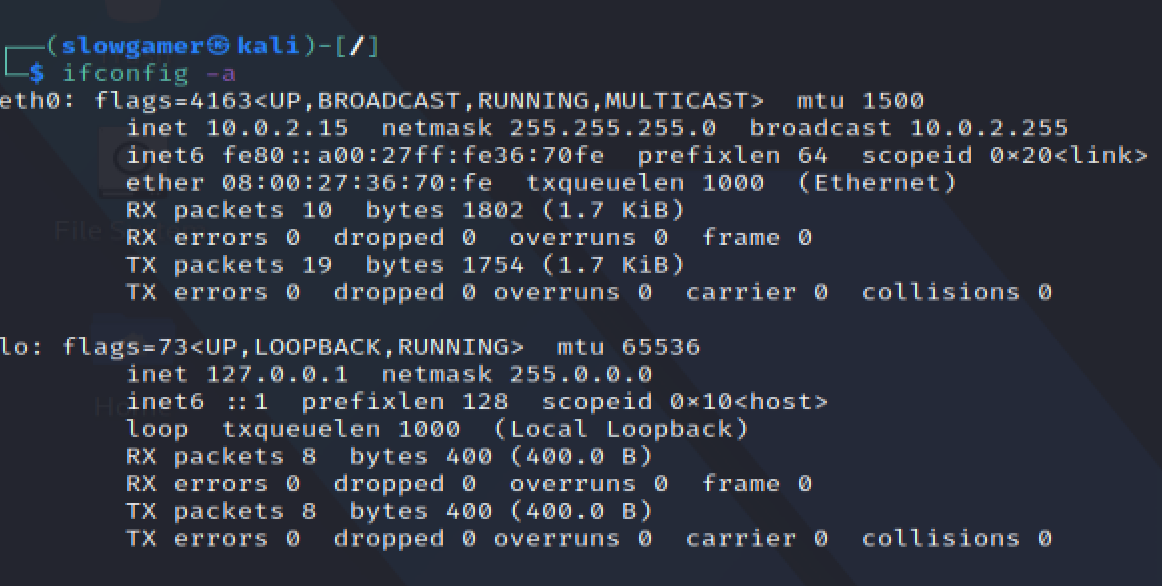 ┌──(slowgamer㉿kali)-[/]
└─$ ifconfig -a
eth0: flags=4163<UP,BROADCAST,RUNNING,MULTICAST>  mtu 1500
        inet 10.0.2.15  netmask 255.255.255.0  broadcast 10.0.2.255
        inet6 fe80::a00:27ff:fe36:70fe  prefixlen 64  scopeid 0×20<link>
        ether 08:00:27:36:70:fe  txqueuelen 1000  (Ethernet)
        RX packets 10  bytes 1802 (1.7 KiB)
        RX errors 0  dropped 0  overruns 0  frame 0
        TX packets 19  bytes 1754 (1.7 KiB)
        TX errors 0  dropped 0 overruns 0  carrier 0  collisions 0

lo: flags=73<UP,LOOPBACK,RUNNING>  mtu 65536
        inet 127.0.0.1  netmask 255.0.0.0
        inet6 ::1  prefixlen 128  scopeid 0×10<host>
        loop  txqueuelen 1000  (Local Loopback)
        RX packets 8  bytes 400 (400.0 B)
        RX errors 0  dropped 0  overruns 0  frame 0
        TX packets 8  bytes 400 (400.0 B)
        TX errors 0  dropped 0 overruns 0  carrier 0  collisions 0
File